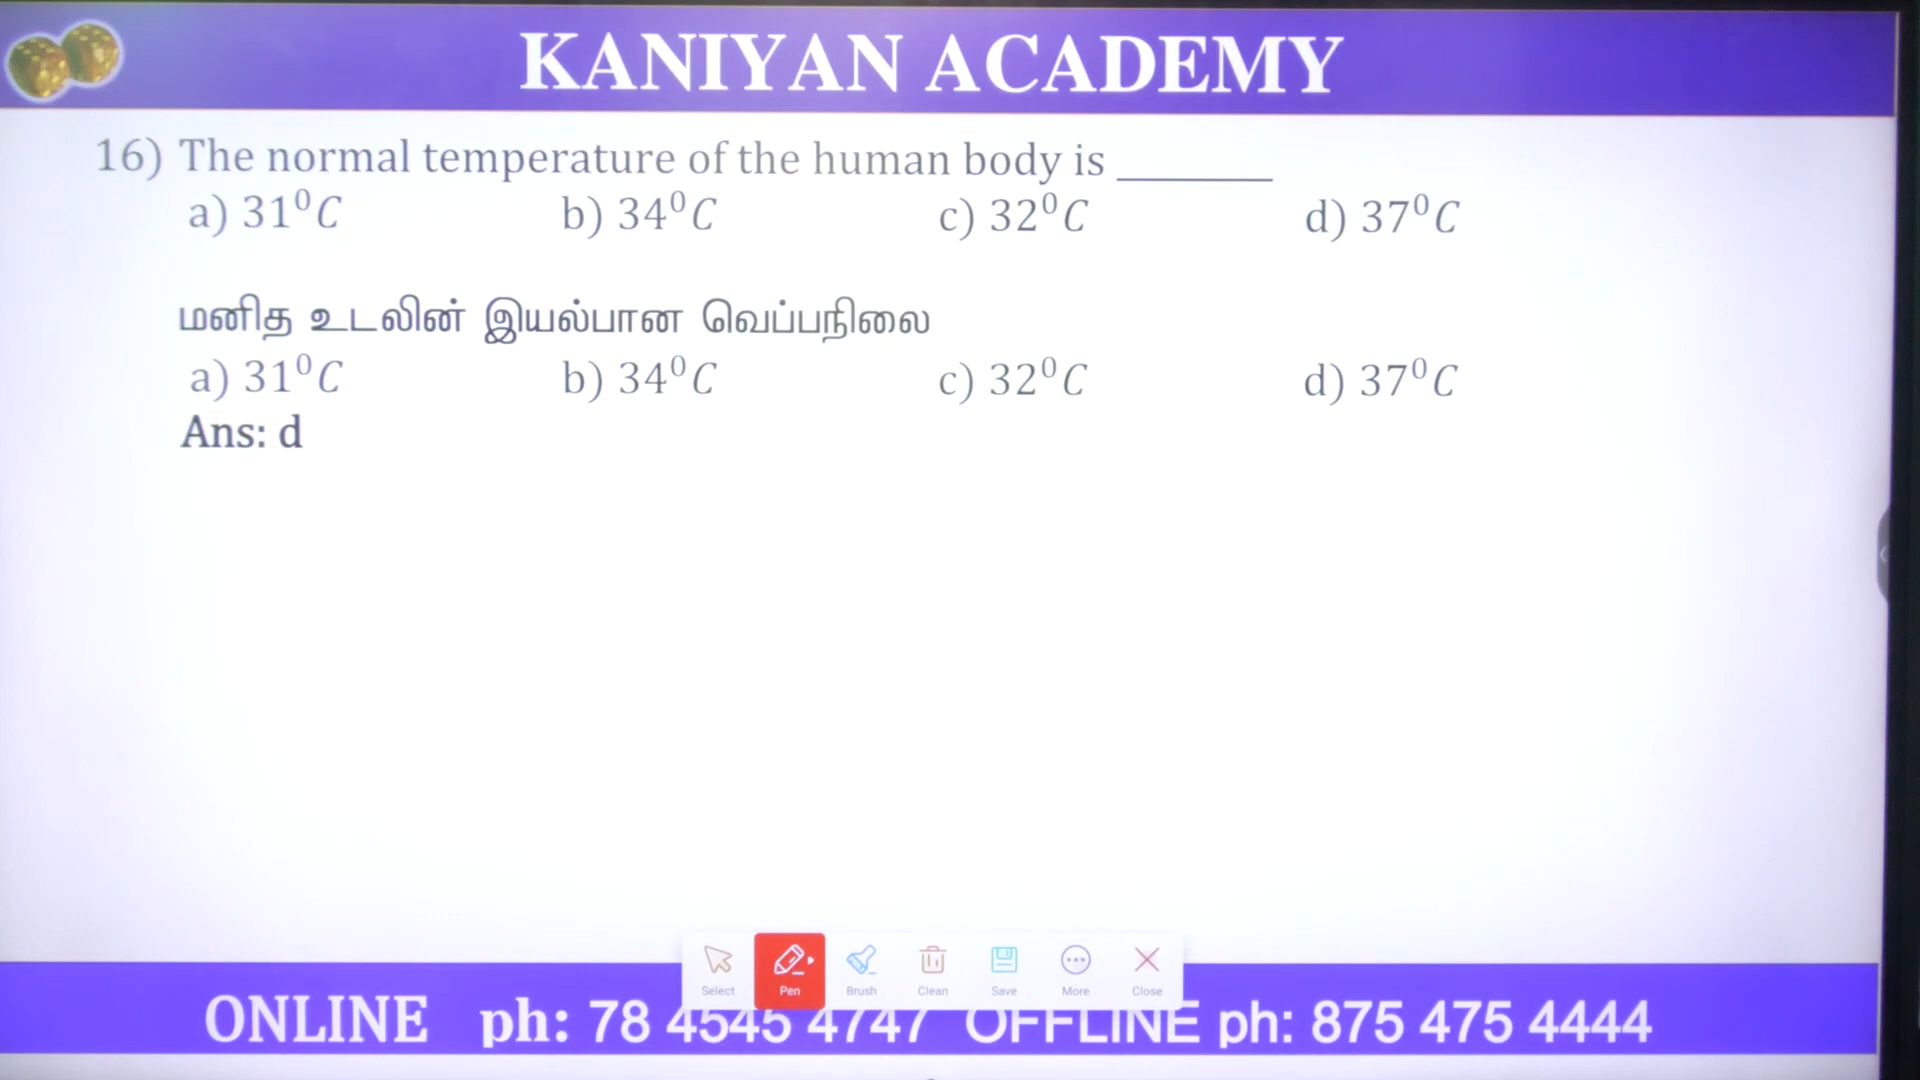 KANIYAN ACADEMY
16) The normal temperature of the human body is _______
a) 31⁰C b) 34⁰C c) 32⁰C d) 37⁰C
மனித உடலின் இயல்பான வெப்பநிலை
a) 31⁰C b) 34⁰C c) 32⁰C d) 37⁰C
Ans: d
Select Pen Brush Clean Save More Close
ONLINE ph: 78 4545 4747 OFFLINE ph: 875 475 4444